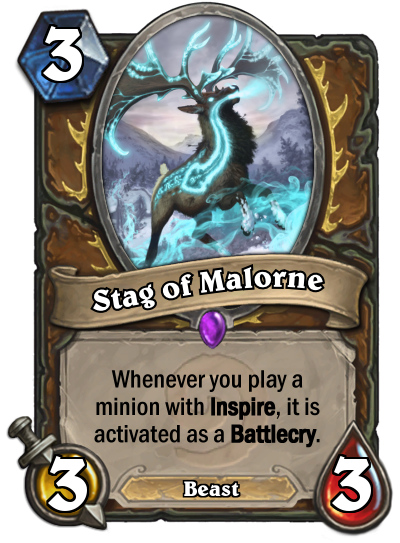 3
Stag of Malorne
Whenever you play a
minion with Inspire, it is
activated as a Battlecry.
3
Beast
3